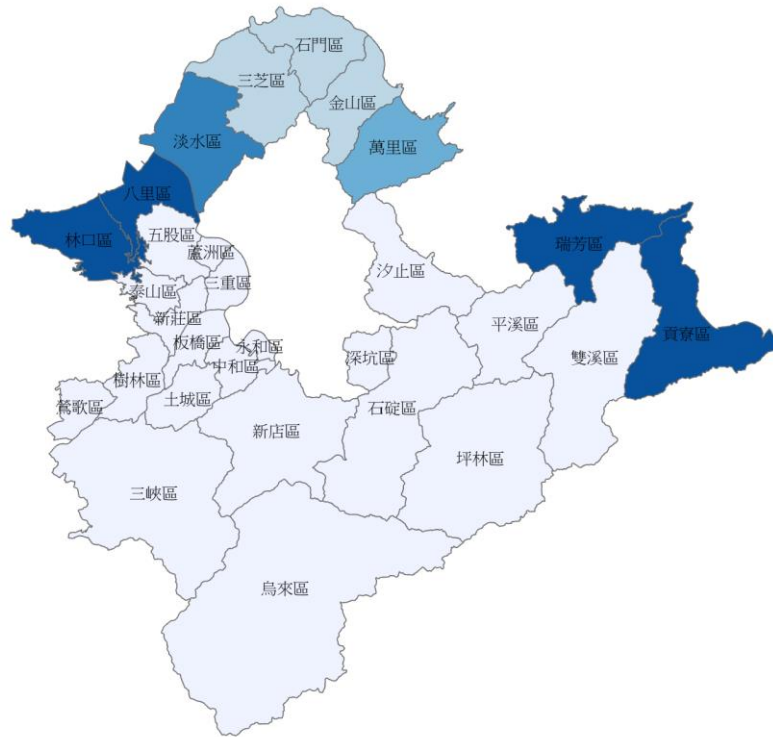 石門區
三芝區
金山區
淡水區
萬里區
八里區
林口區
五股區
蘆洲區
汐止區
瑞芳區
泰山區
三重區
新莊區
平溪區
貢寮區
板橋區
永和區
深坑區
雙溪區
中和區
樹林區
土城區
鶯歌區
石碇區
新店區
坪林區
三峽區
烏來區